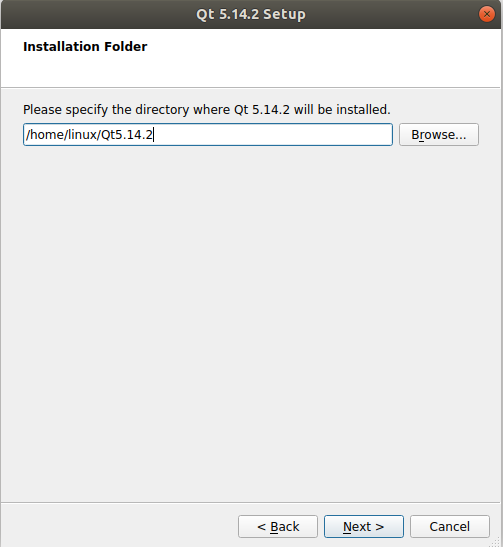 Qt 5.14.2 Setup
Installation Folder
Please specify the directory where Qt 5.14.2 will be installed.
/home/linux/Qt5.14.2
Browse...
< Back
Next >
Cancel